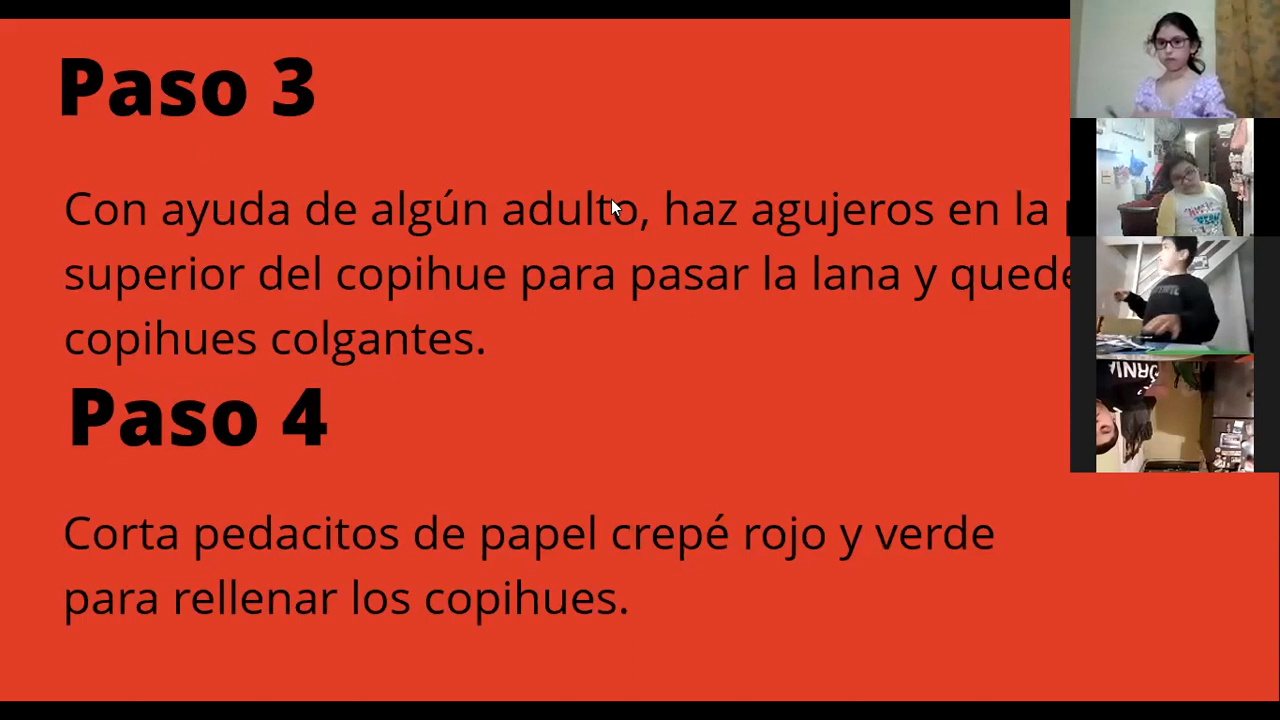 Paso 3
Con ayuda de algún adulto, haz agujeros en la
superior del copihue para pasar la lana y quede
copihues colgantes.
Paso 4
Corta pedacitos de papel crepé rojo y verde
para rellenar los copihues.